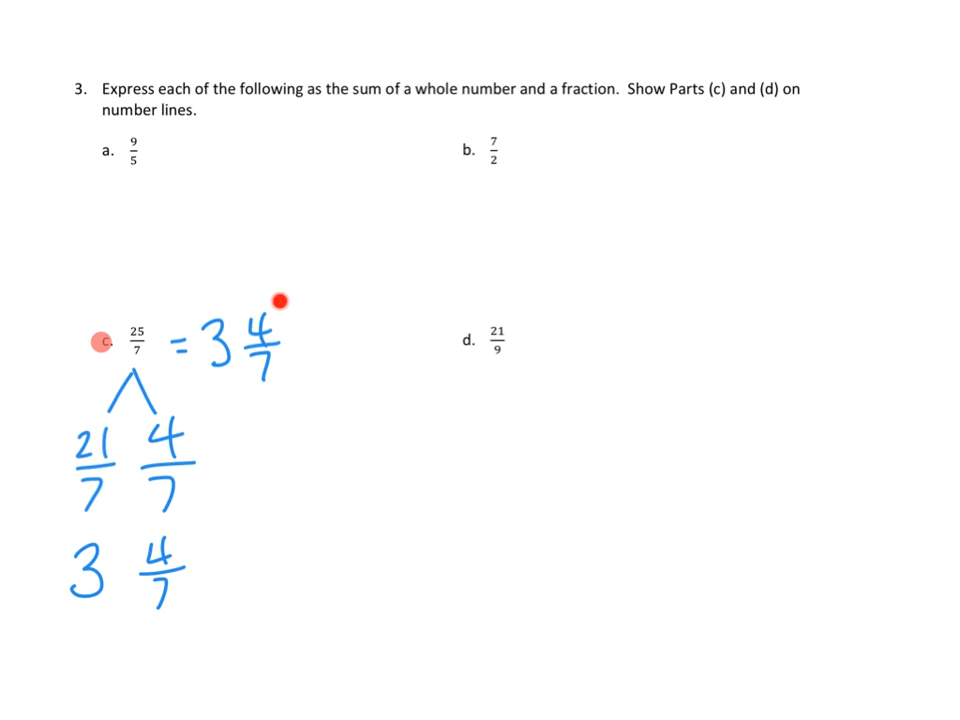 3. Express each of the following as the sum of a whole number and a fraction. Show Parts (c) and (d) on
number lines.
a. 9/5
b. 7/2
c. 25/7 = 3 4/7
d. 21/9
21/7 4/7
3 4/7